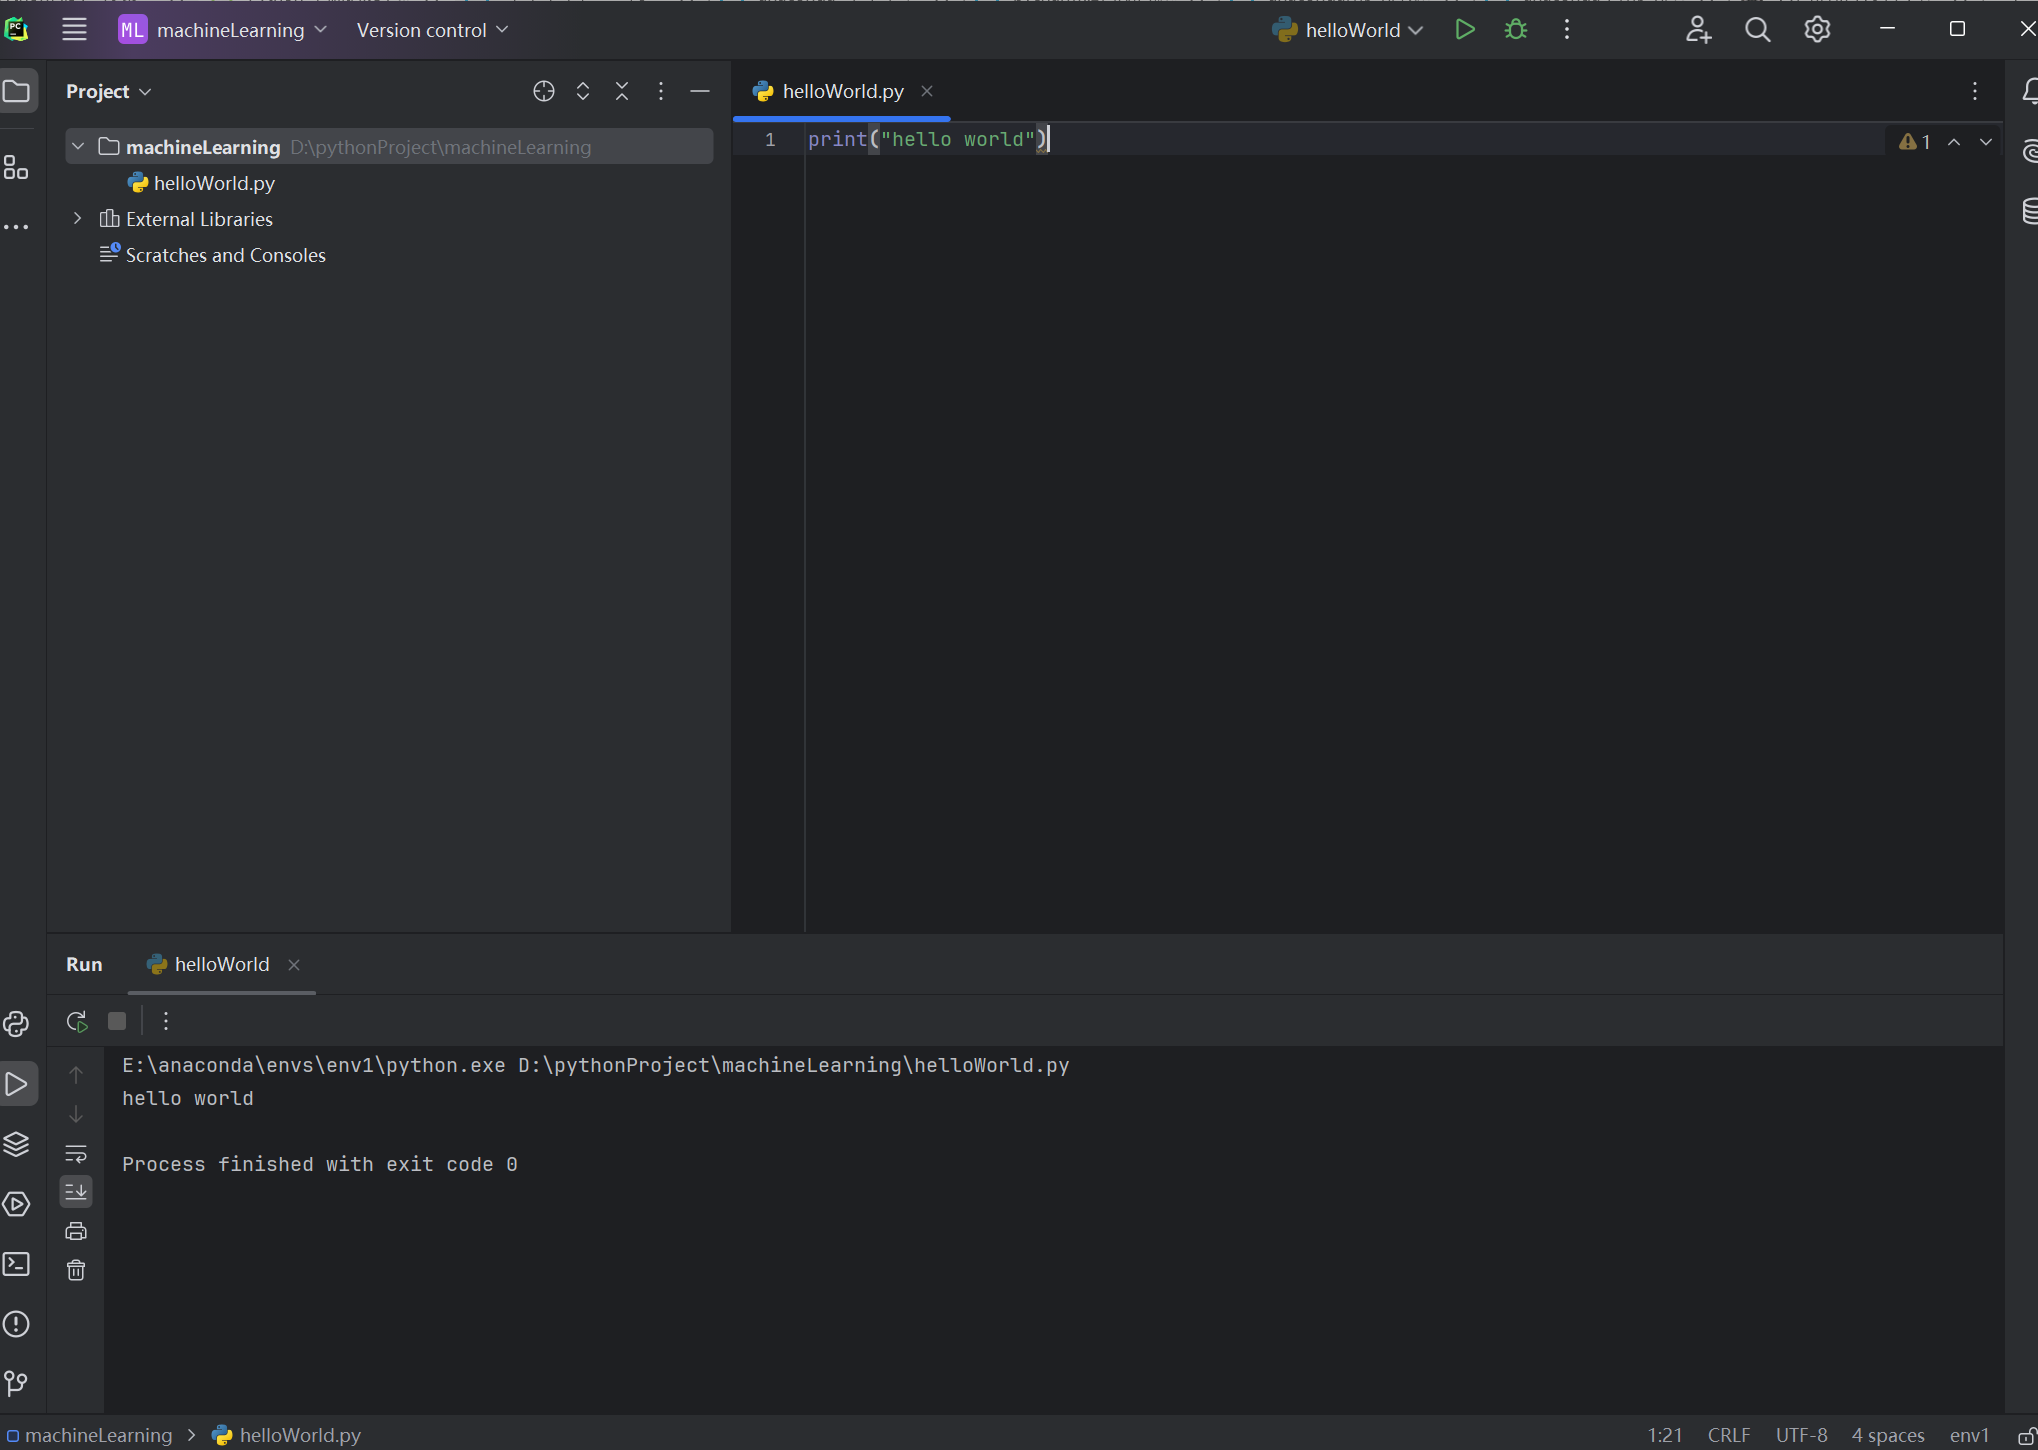 PC
ML machineLearning Version control helloWorld
Project
machineLearning D:\pythonProject\machineLearning
helloWorld.py
External Libraries
Scratches and Consoles
helloWorld.py
1 print("hello world")
1
Run helloWorld
E:\anaconda\envs\env1\python.exe D:\pythonProject\machineLearning\helloWorld.py
hello world
Process finished with exit code 0
machineLearning > helloWorld.py
1:21 CRLF UTF-8 4 spaces env1